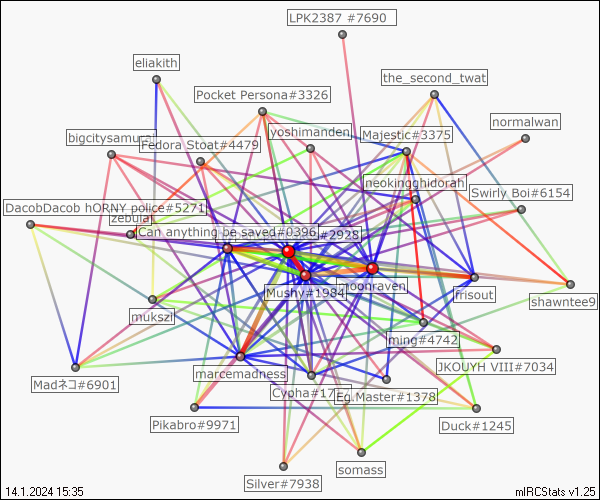 LPK2387 #7690
eliakith
the_second_twat
Pocket Persona#3326
normalwan
yoshimanden
bigcitysamurai
Majestic#3375
Fedora Stoat#4479
neokingghidorah
Swirly Boi#6154
DacobDacob hORNY police#5271
zebula
Can anything be saved#0396
#2928
Mushy#1984
moonraven
frisout
shawntee9
mukszi
ming#4742
JKOUYH VIII#7034
marcemadness
Madネコ#6901
Eg.Master#1378
Pikabro#9971
Duck#1245
somass
Silver#7938
14.1.2024 15:35
mIRCStats v1.25